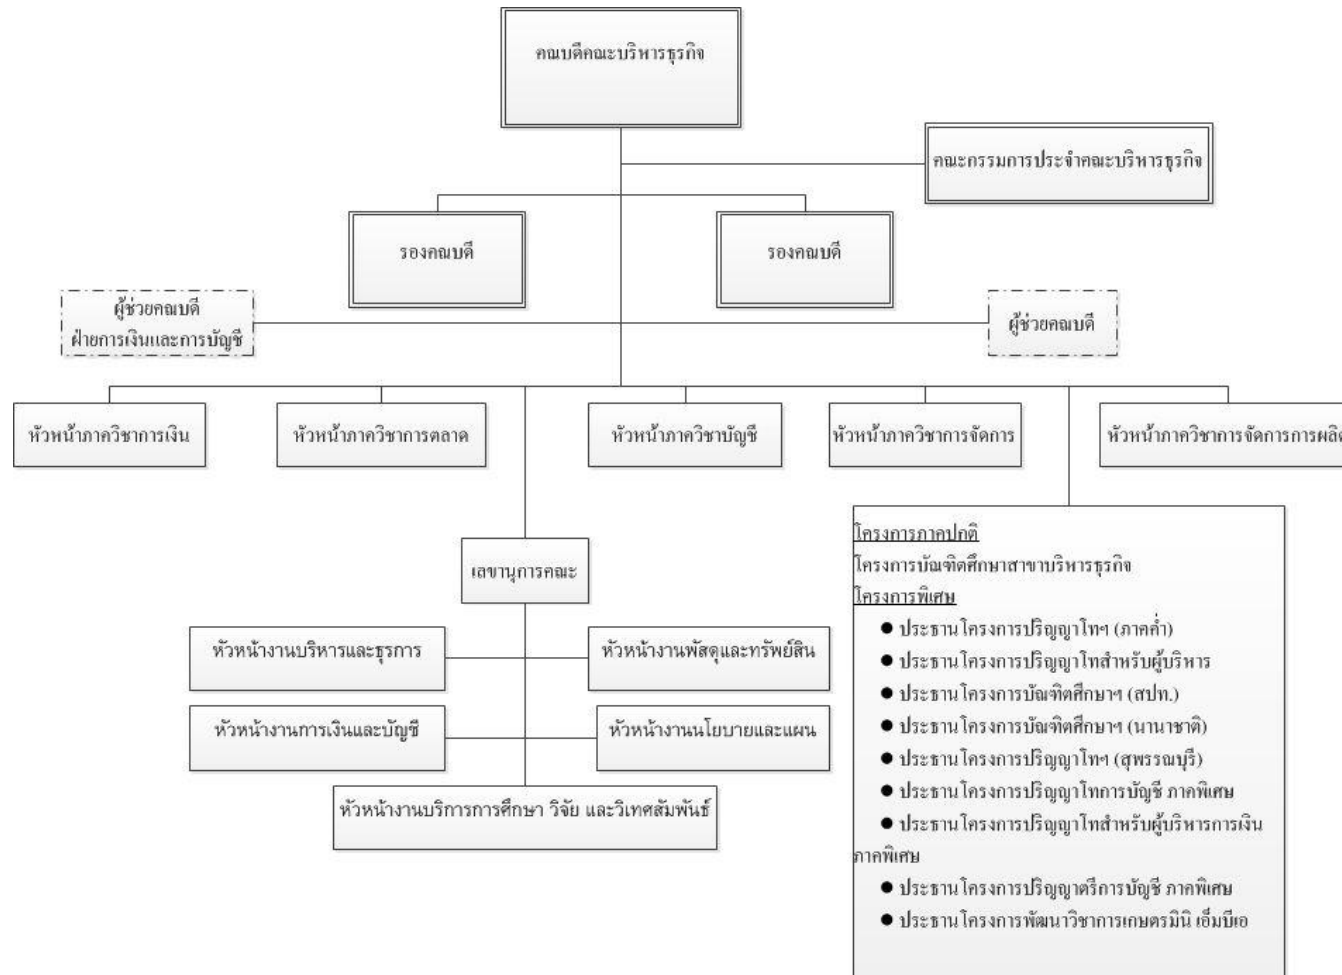 คณบดีคณะบริหารธุรกิจ
คณะกรรมการประจำคณะบริหารธุรกิจ
รองคณบดี
รองคณบดี
ผู้ช่วยคณบดี
ฝ่ายการเงินและการบัญชี
ผู้ช่วยคณบดี
หัวหน้าภาควิชาการเงิน
หัวหน้าภาควิชาการตลาด
หัวหน้าภาควิชาบัญชี
หัวหน้าภาควิชาการจัดการ
หัวหน้าภาควิชาการจัดการการผลิต
เลขานุการคณะ
หัวหน้างานบริหารและธุรการ
หัวหน้างานพัสดุและทรัพย์สิน
หัวหน้างานการเงินและบัญชี
หัวหน้างานนโยบายและแผน
หัวหน้างานบริการการศึกษา วิจัย และวิเทศสัมพันธ์
โครงการภาคปกติ
โครงการบัณฑิตศึกษาสาขาบริหารธุรกิจ
โครงการพิเศษ
● ประธานโครงการปริญญาโทฯ (ภาคค่ำ)
● ประธานโครงการปริญญาโทสำหรับผู้บริหาร
● ประธานโครงการบัณฑิตศึกษาฯ (สปท.)
● ประธานโครงการบัณฑิตศึกษาฯ (นานาชาติ)
● ประธานโครงการปริญญาโทฯ (สุพรรณบุรี)
● ประธานโครงการปริญญาโทการบัญชี ภาคพิเศษ
● ประธานโครงการปริญญาโทสำหรับผู้บริหารการเงิน
ภาคพิเศษ
● ประธานโครงการปริญญาตรีการบัญชี ภาคพิเศษ
● ประธานโครงการพัฒนาวิชาการเกษตรมินิ เอ็มบีเอ